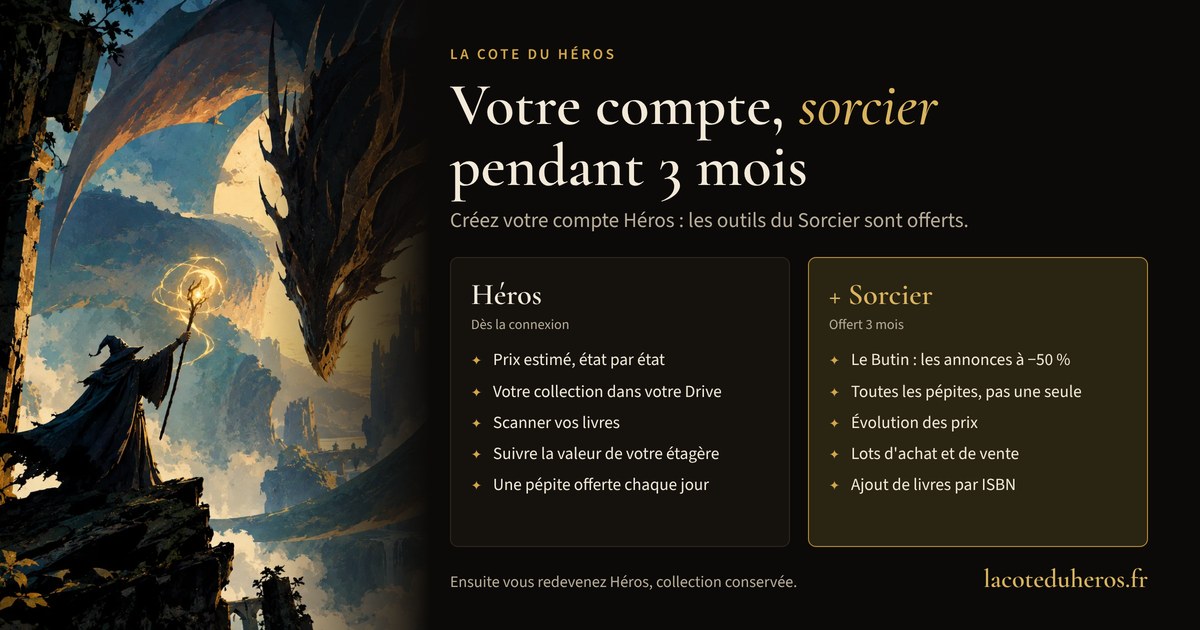 LA COTE DU HÉROS
Votre compte, sorcier
pendant 3 mois
Créez votre compte Héros : les outils du Sorcier sont offerts.
Héros
Dès la connexion
✦ Prix estimé, état par état
✦ Votre collection dans votre Drive
✦ Scanner vos livres
✦ Suivre la valeur de votre étagère
✦ Une pépite offerte chaque jour
+ Sorcier
Offert 3 mois
✦ Le Butin : les annonces à −50 %
✦ Toutes les pépites, pas une seule
✦ Évolution des prix
✦ Lots d'achat et de vente
✦ Ajout de livres par ISBN
Ensuite vous redevenez Héros, collection conservée.
lacoteduheros.fr